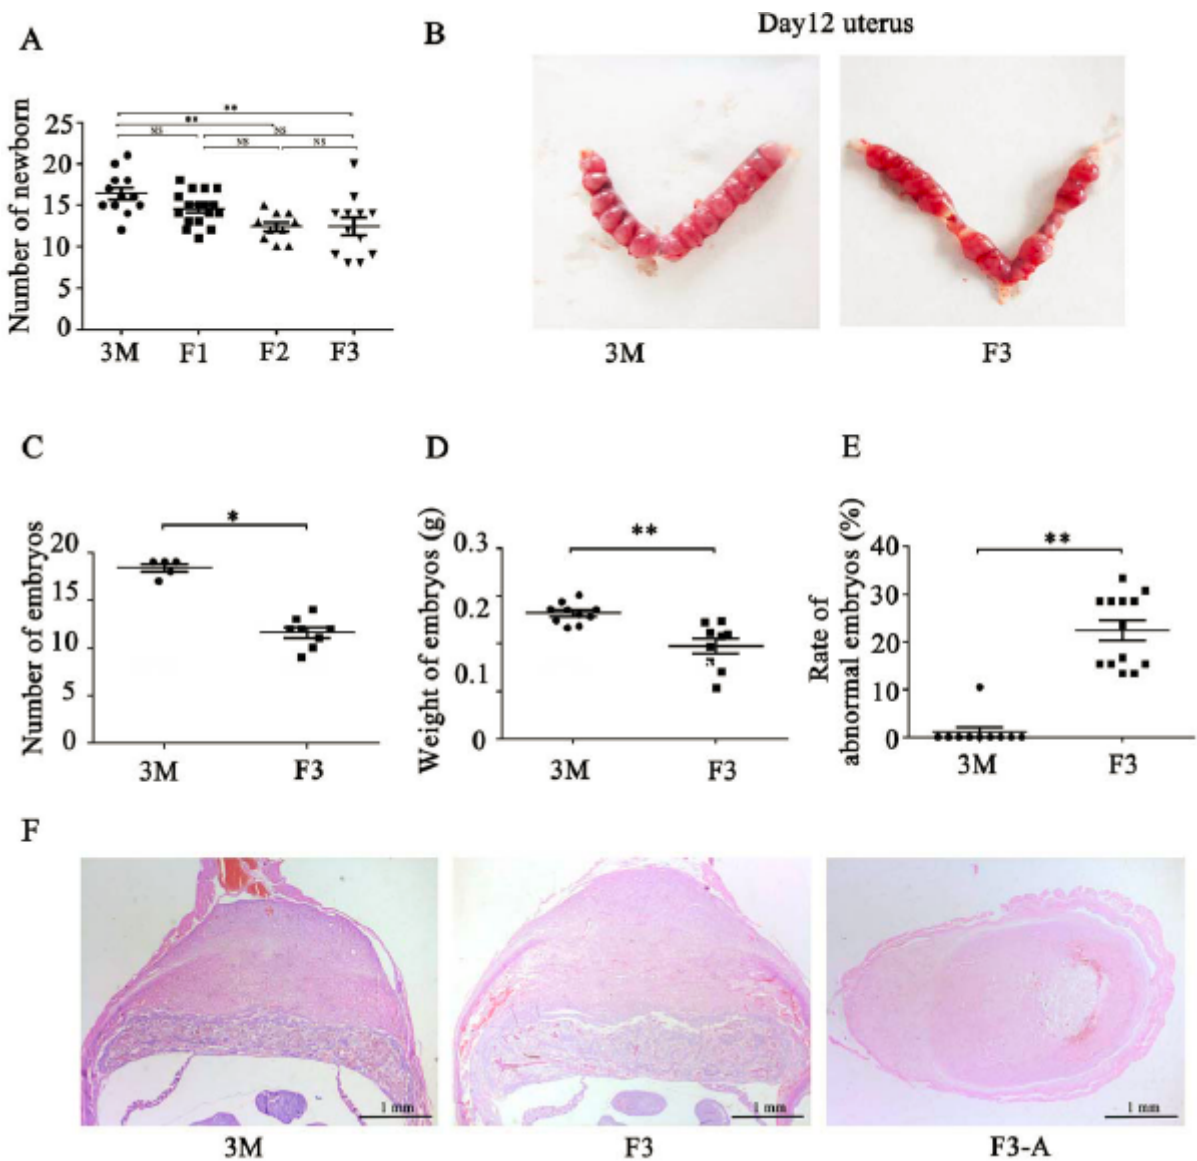 A
Number of newborn
25
20
15
10
5
0
**
**
NS
NS
NS
NS
3M
F1
F2
F3
B
Day12 uterus
3M
F3
C
Number of embryos
20
15
10
5
0
*
3M
F3
D
Weight of embryos (g)
0.3
0.2
0.1
0
**
3M
F3
E
Rate of
abnormal embryos (%)
40
30
20
10
0
**
3M
F3
F
1 mm
1 mm
1 mm
3M
F3
F3-A